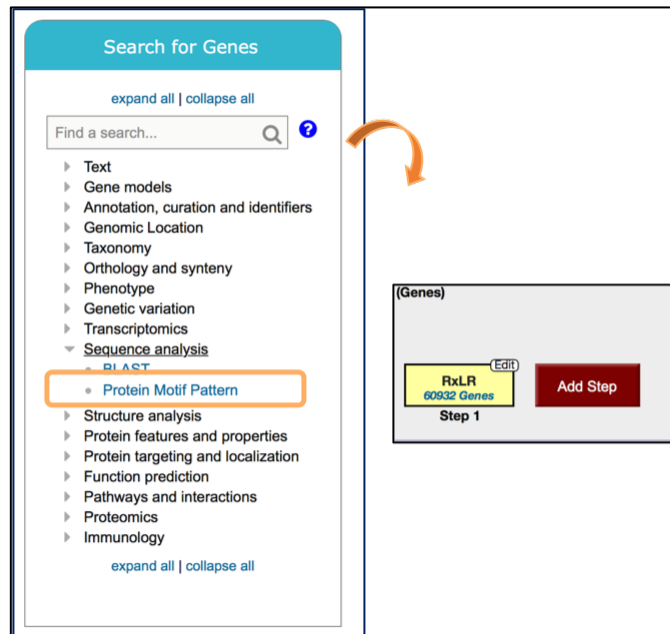 Search for Genes
expand all | collapse all
Find a search...
?
Text
Gene models
Annotation, curation and identifiers
Genomic Location
Taxonomy
Orthology and synteny
Phenotype
Genetic variation
Transcriptomics
Sequence analysis
BLAST
Protein Motif Pattern
Structure analysis
Protein features and properties
Protein targeting and localization
Function prediction
Pathways and interactions
Proteomics
Immunology
expand all | collapse all
(Genes)
Edit
RxLR
60932 Genes
Step 1
Add Step